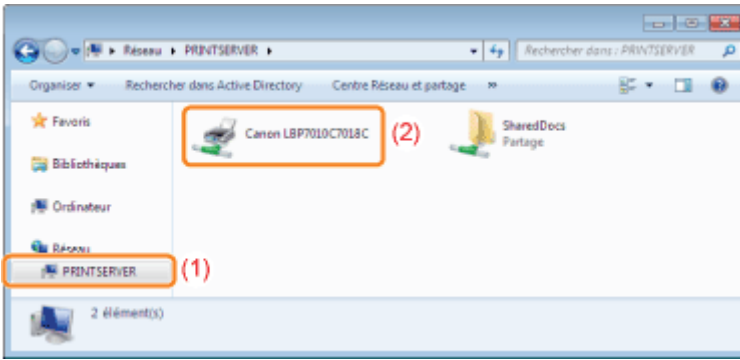 Réseau ▸ PRINTSERVER ▸
Rechercher dans : PRINTSERVER
Organiser ▼ Rechercher dans Active Directory Centre Réseau et partage »
Favoris
Bibliothèques
Ordinateur
Réseau
PRINTSERVER
(1)
Canon LBP7010C7018C
(2)
SharedDocs
Partage
2 élément(s)